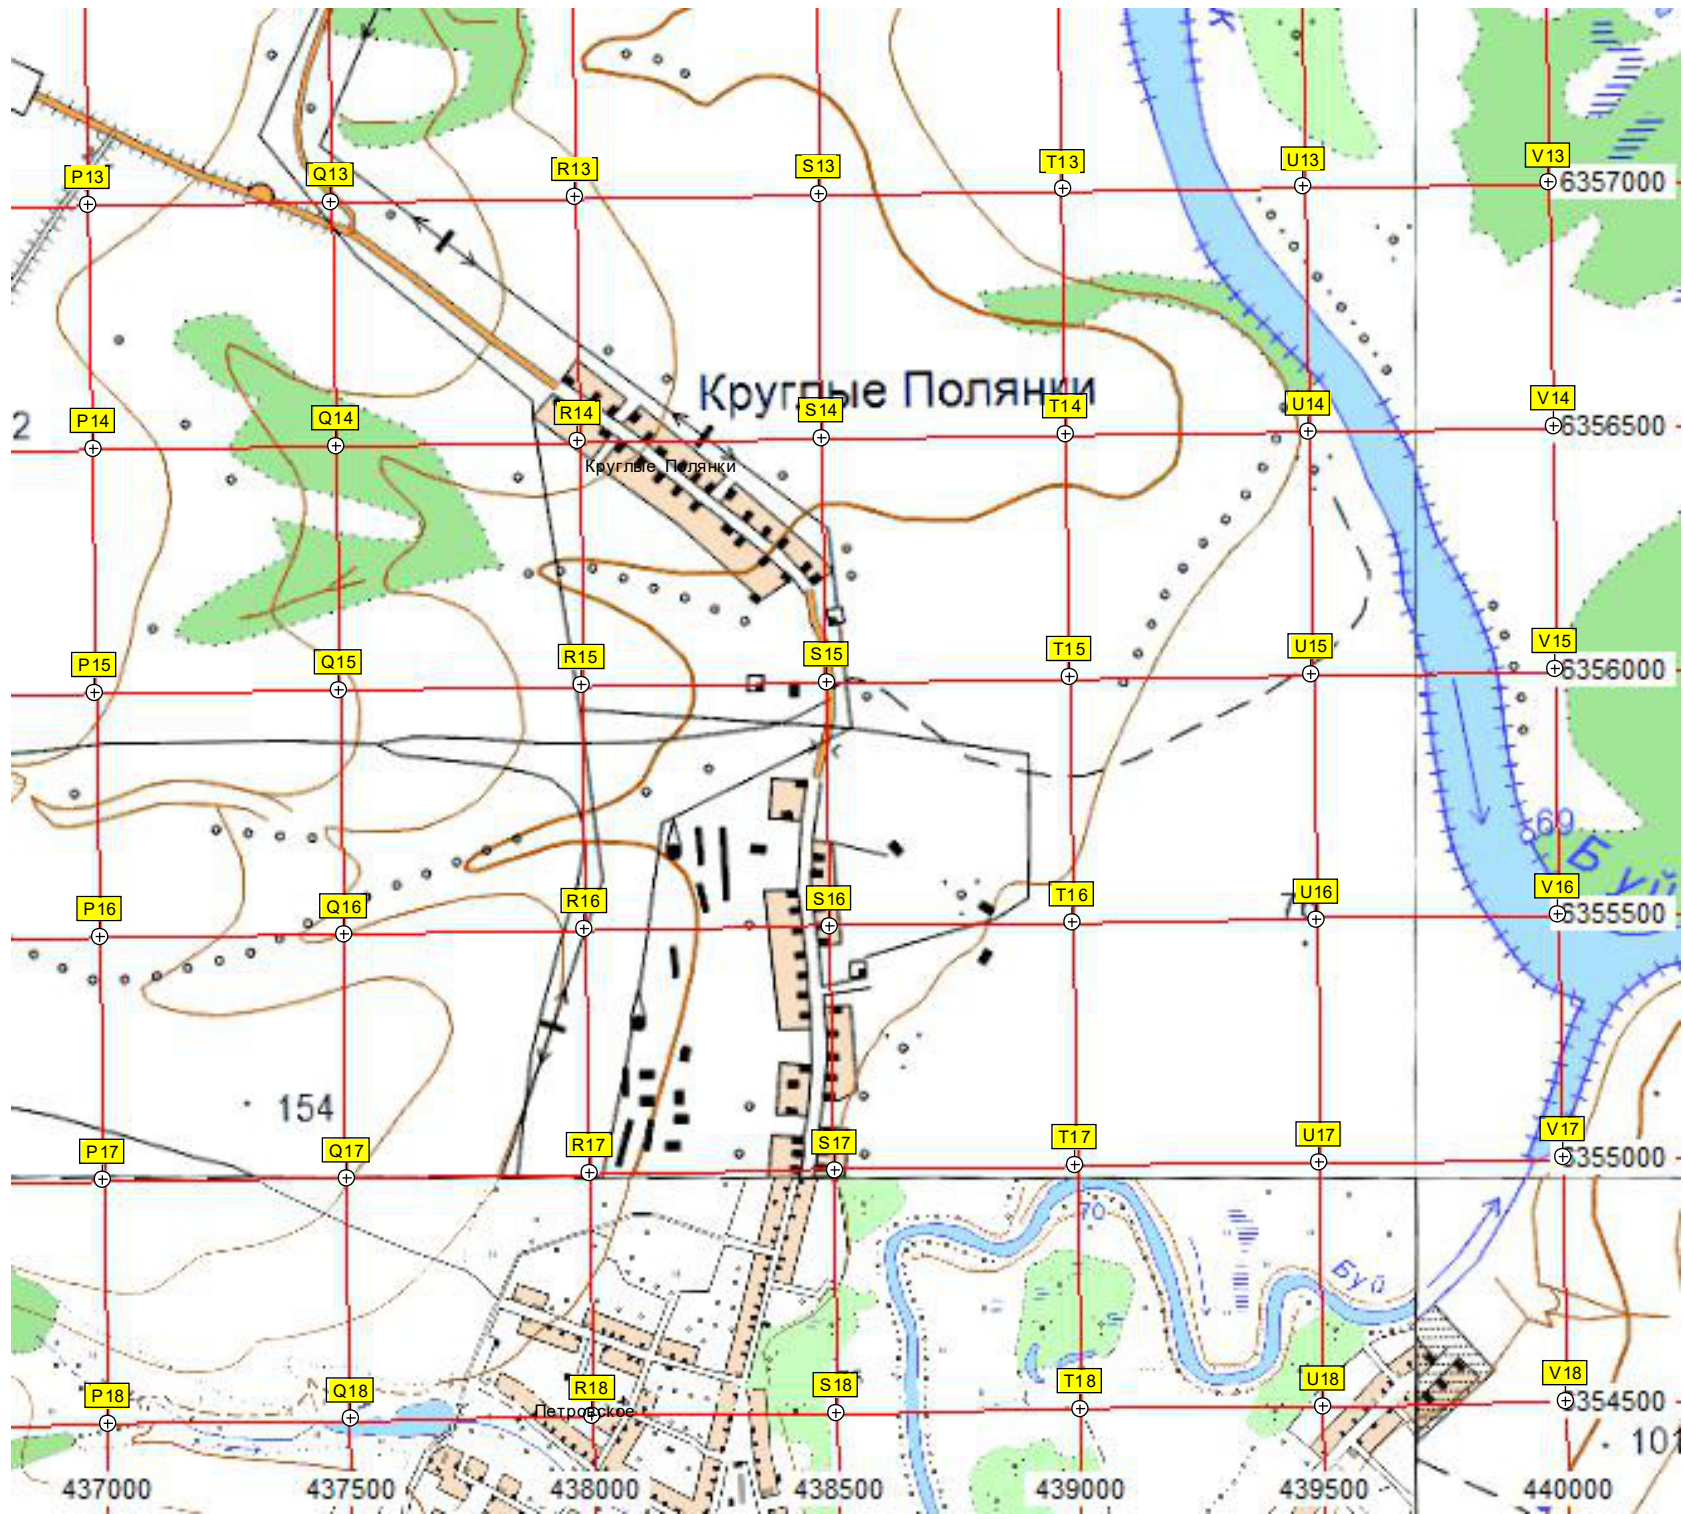 К
P13 Q13 R13 S13 T13 U13 V13
6357000
Круглые Полянки
2 P14 Q14 R14 S14 T14 U14 V14
6356500
Круглые Полянки
P15 Q15 R15 S15 T15 U15 V15
6356000
69
Буй
P16 Q16 R16 S16 T16 U16 V16
6355500
154
P17 Q17 R17 S17 T17 U17 V17
6355000
70
Буй
P18 Q18 R18 S18 T18 U18 V18
6354500
Петровское
101
437000 437500 438000 438500 439000 439500 440000